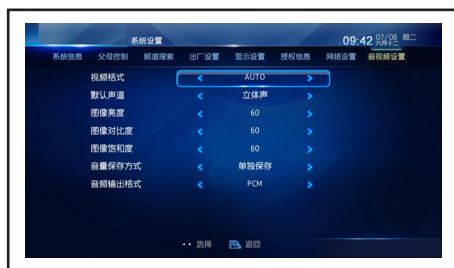 系统设置
09:42 07/08 周二
六月十二
系统信息 父母控制 频道搜索 出厂设置 显示设置 授权信息 网络设置 音视频设置
视频格式 AUTO
默认声道 立体声
图像亮度 60
图像对比度 60
图像饱和度 60
音量保存方式 单独保存
音频输出格式 PCM
选择 返回